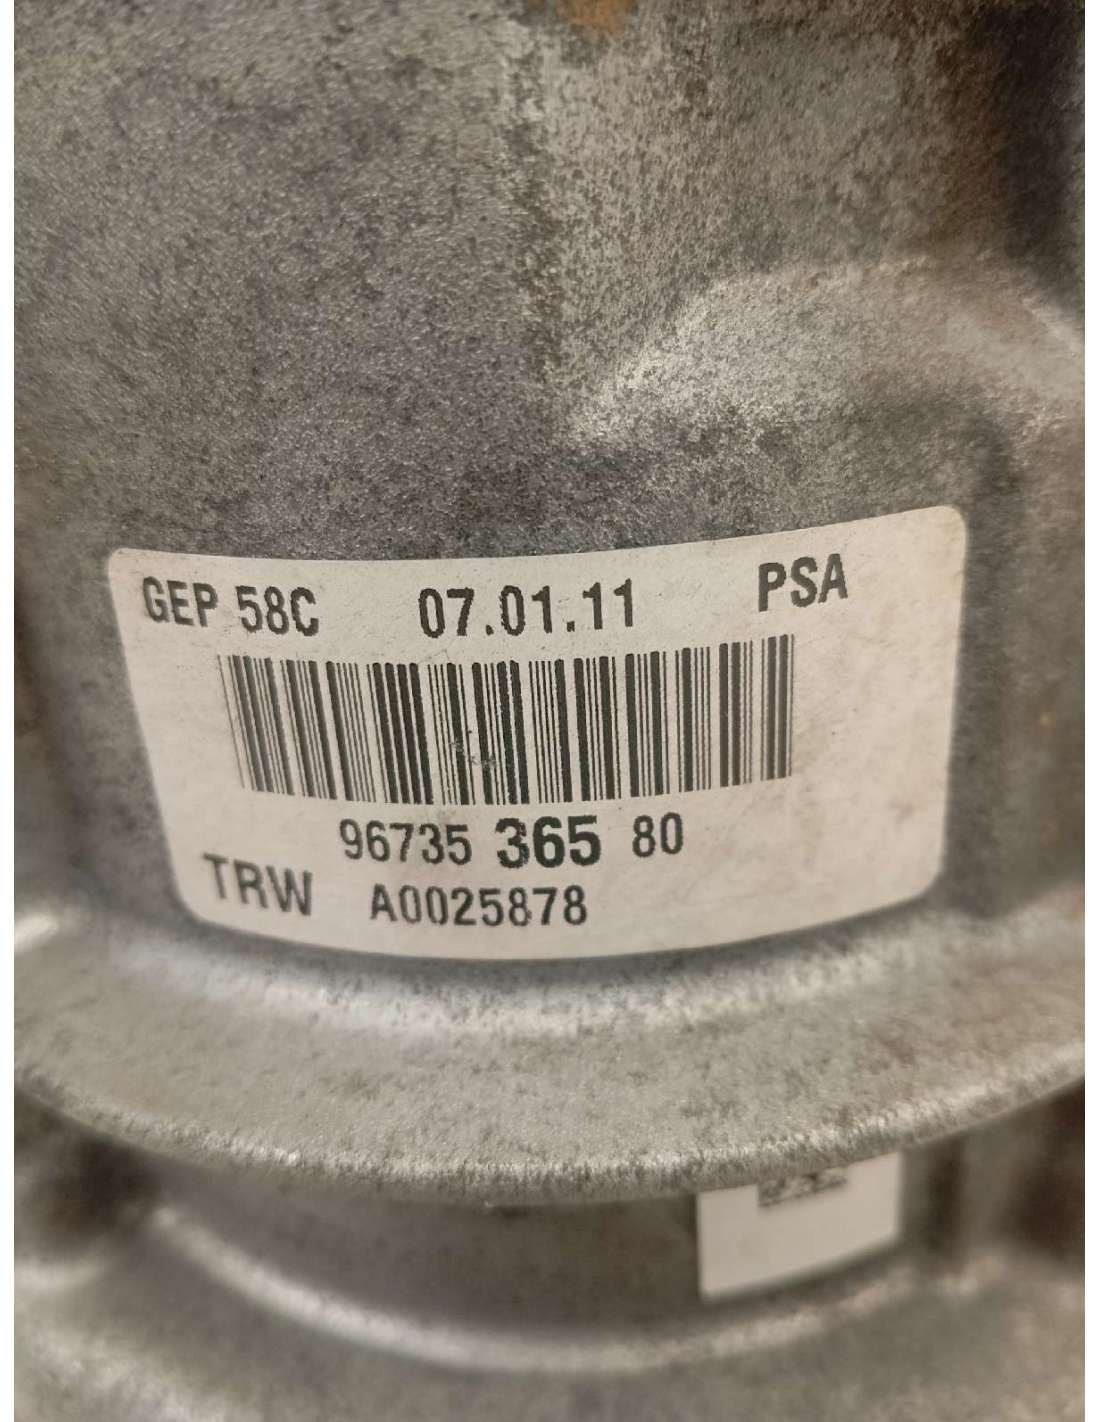 GEP 58C 07.01.11 PSA
96735 365 80
TRW A0025878